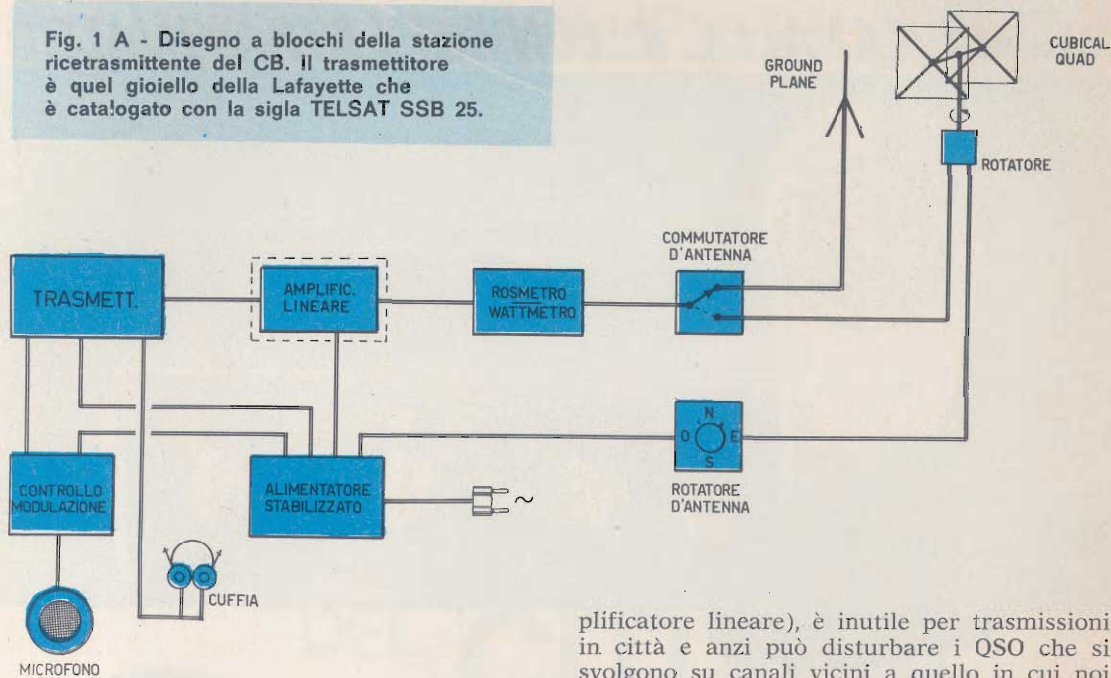 Fig. 1 A - Disegno a blocchi della stazione
ricetrasmittente del CB. Il trasmettitore
è quel gioiello della Lafayette che
è catalogato con la sigla TELSAT SSB 25.
GROUND
PLANE
CUBICAL
QUAD
ROTATORE
COMMUTATORE
D'ANTENNA
TRASMETT.
AMPLIFIC.
LINEARE
ROSMETRO
WATTMETRO
CONTROLLO
MODULAZIONE
ALIMENTATORE
STABILIZZATO
~
N
O E
S
ROTATORE
D'ANTENNA
CUFFIA
MICROFONO
plificatore lineare), è inutile per trasmissioni
in città e anzi può disturbare i QSO che si
svolgono su canali vicini a quello in cui noi